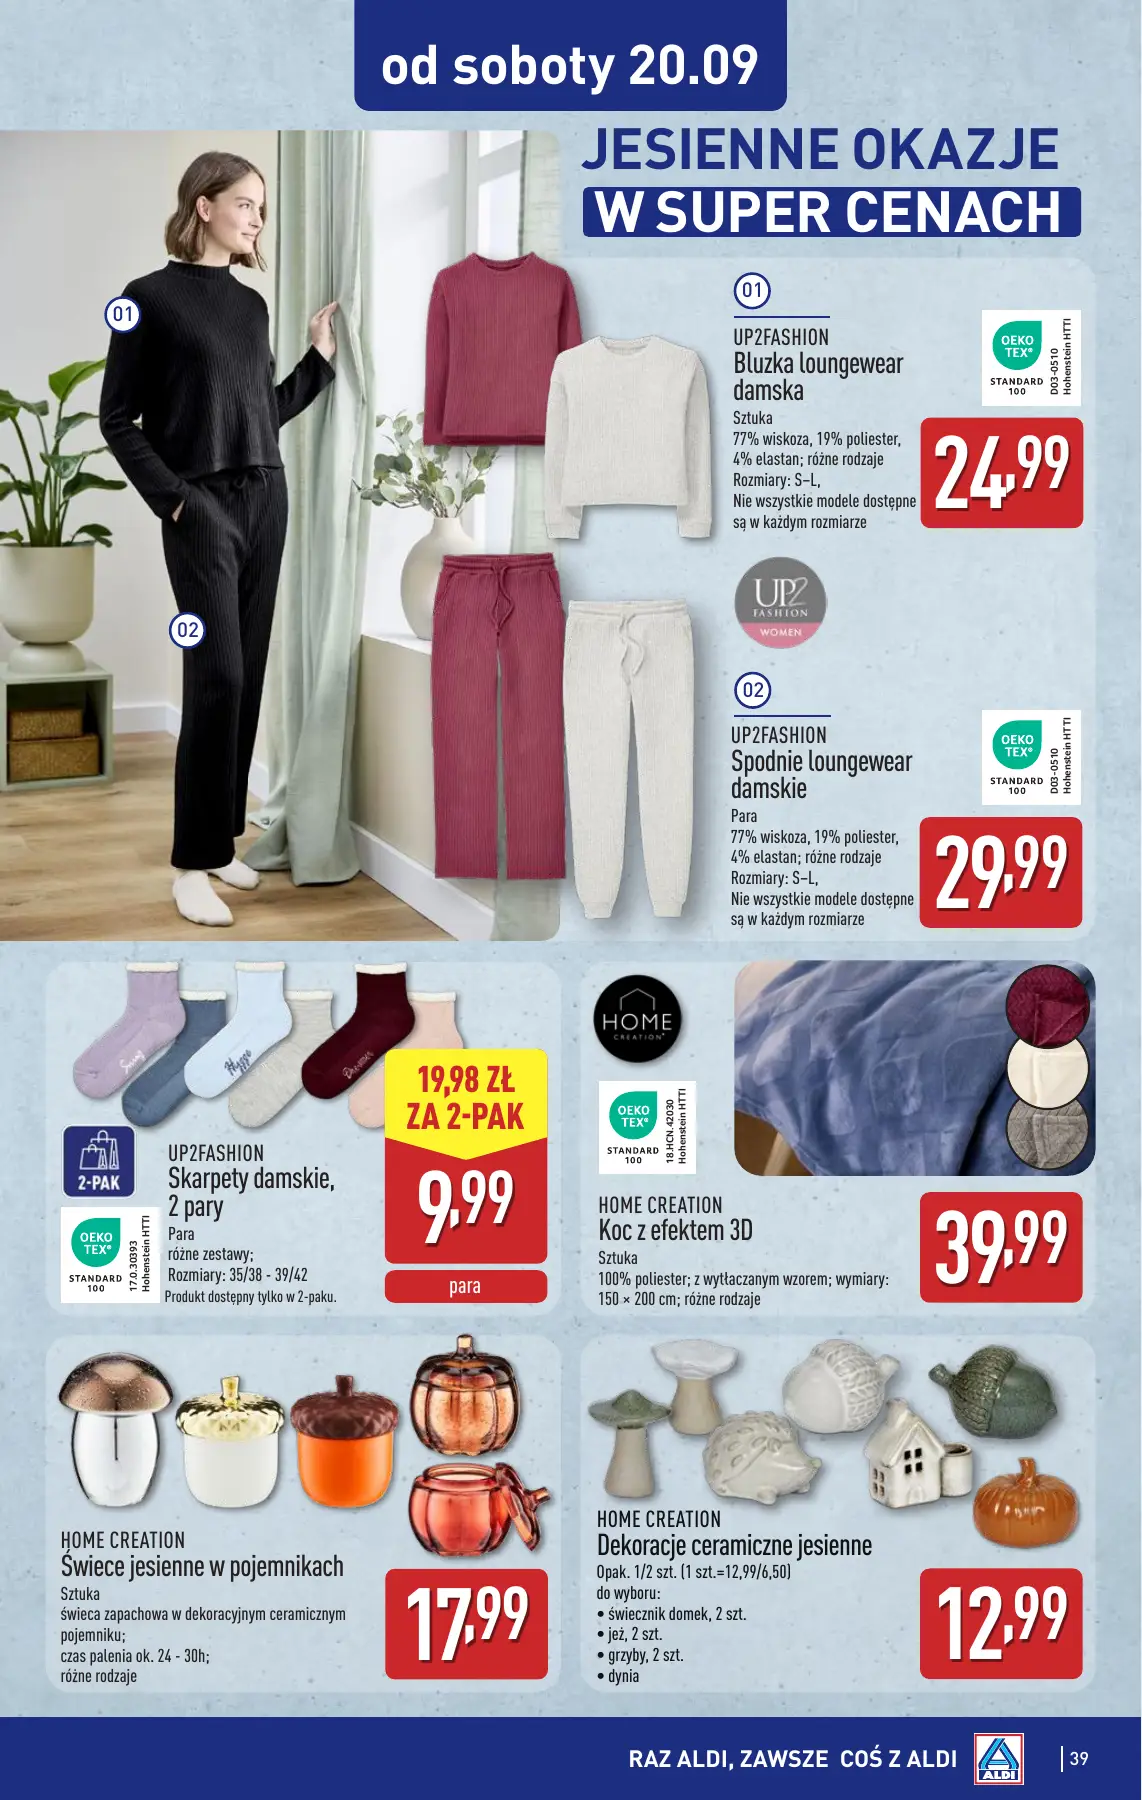 od soboty 20.09
JESIENNE OKAZJE
W SUPER CENACH
01
02
01
UP2FASHION
Bluzka loungewear
damska
Sztuka
77% wiskoza, 19% poliester,
4% elastan; różne rodzaje
Rozmiary: S–L,
Nie wszystkie modele dostępne
są w każdym rozmiarze
OEKO
TEX®
STANDARD
100
D03-0510
Hohenstein HTTI
24,99
UP2
FASHION
WOMEN
02
UP2FASHION
Spodnie loungewear
damskie
Para
77% wiskoza, 19% poliester,
4% elastan; różne rodzaje
Rozmiary: S–L,
Nie wszystkie modele dostępne
są w każdym rozmiarze
OEKO
TEX®
STANDARD
100
D03-0510
Hohenstein HTTI
29,99
Hygge
Dreamer
2-PAK
OEKO
TEX®
STANDARD
100
17.0.30393
Hohenstein HTTI
UP2FASHION
Skarpety damskie,
2 pary
Para
różne zestawy;
Rozmiary: 35/38 - 39/42
Produkt dostępny tylko w 2-paku.
19,98 ZŁ
ZA 2-PAK
9,99
para
HOME
CREATION
OEKO
TEX®
STANDARD
100
18.HCN.42030
Hohenstein HTTI
HOME CREATION
Koc z efektem 3D
Sztuka
100% poliester; z wytłaczanym wzorem; wymiary:
150 × 200 cm; różne rodzaje
39,99
HOME CREATION
Świece jesienne w pojemnikach
Sztuka
świeca zapachowa w dekoracyjnym ceramicznym
pojemniku;
czas palenia ok. 24 - 30h;
różne rodzaje
17,99
HOME CREATION
Dekoracje ceramiczne jesienne
Opak. 1/2 szt. (1 szt.=12,99/6,50)
do wyboru:
• świecznik domek, 2 szt.
• jeż, 2 szt.
• grzyby, 2 szt.
• dynia
12,99
RAZ ALDI, ZAWSZE COŚ Z ALDI
ALDI
39